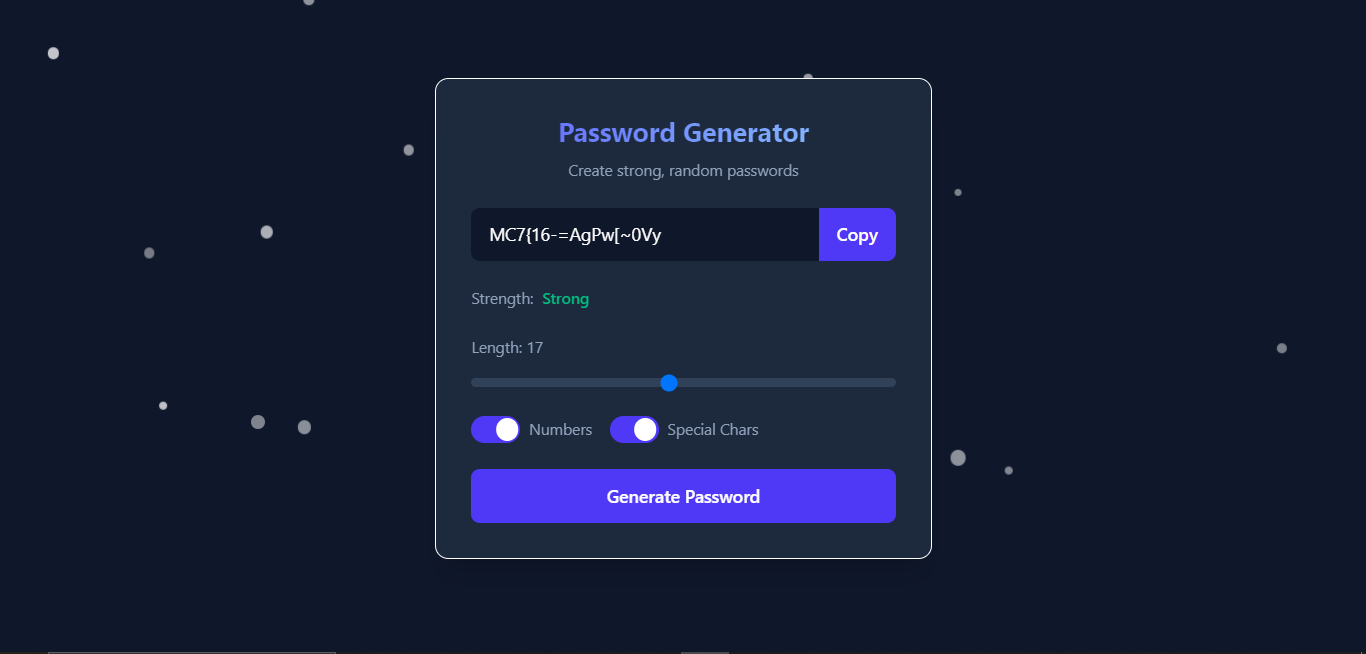 Password Generator
Create strong, random passwords
MC7{16-=AgPw[~0Vy
Copy
Strength: Strong
Length: 17
Numbers
Special Chars
Generate Password